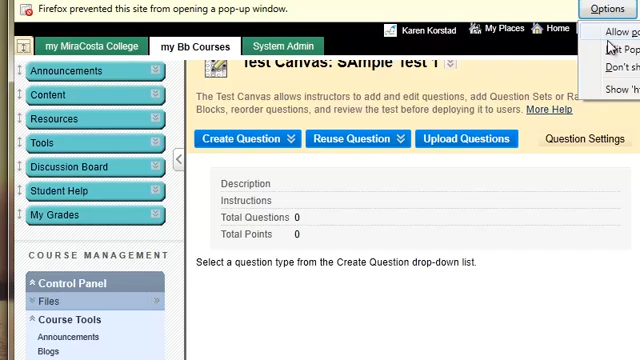 Firefox prevented this site from opening a pop-up window.
Options
Allow
Karen Korstad
My Places
Home
Pop
my MiraCosta College
my Bb Courses
System Admin
Don't
Show
Announcements
Content
Resources
Tools
Discussion Board
Student Help
My Grades
COURSE MANAGEMENT
Control Panel
Files
Course Tools
Announcements
Blogs
Test Canvas: SAmple Test 1
The Test Canvas allows instructors to add and edit questions, add Question Sets or
Blocks, reorder questions, and review the test before deploying it to users. More Help
Create Question
Reuse Question
Upload Questions
Question Settings
Description
Instructions
Total Questions 0
Total Points 0
Select a question type from the Create Question drop-down list.